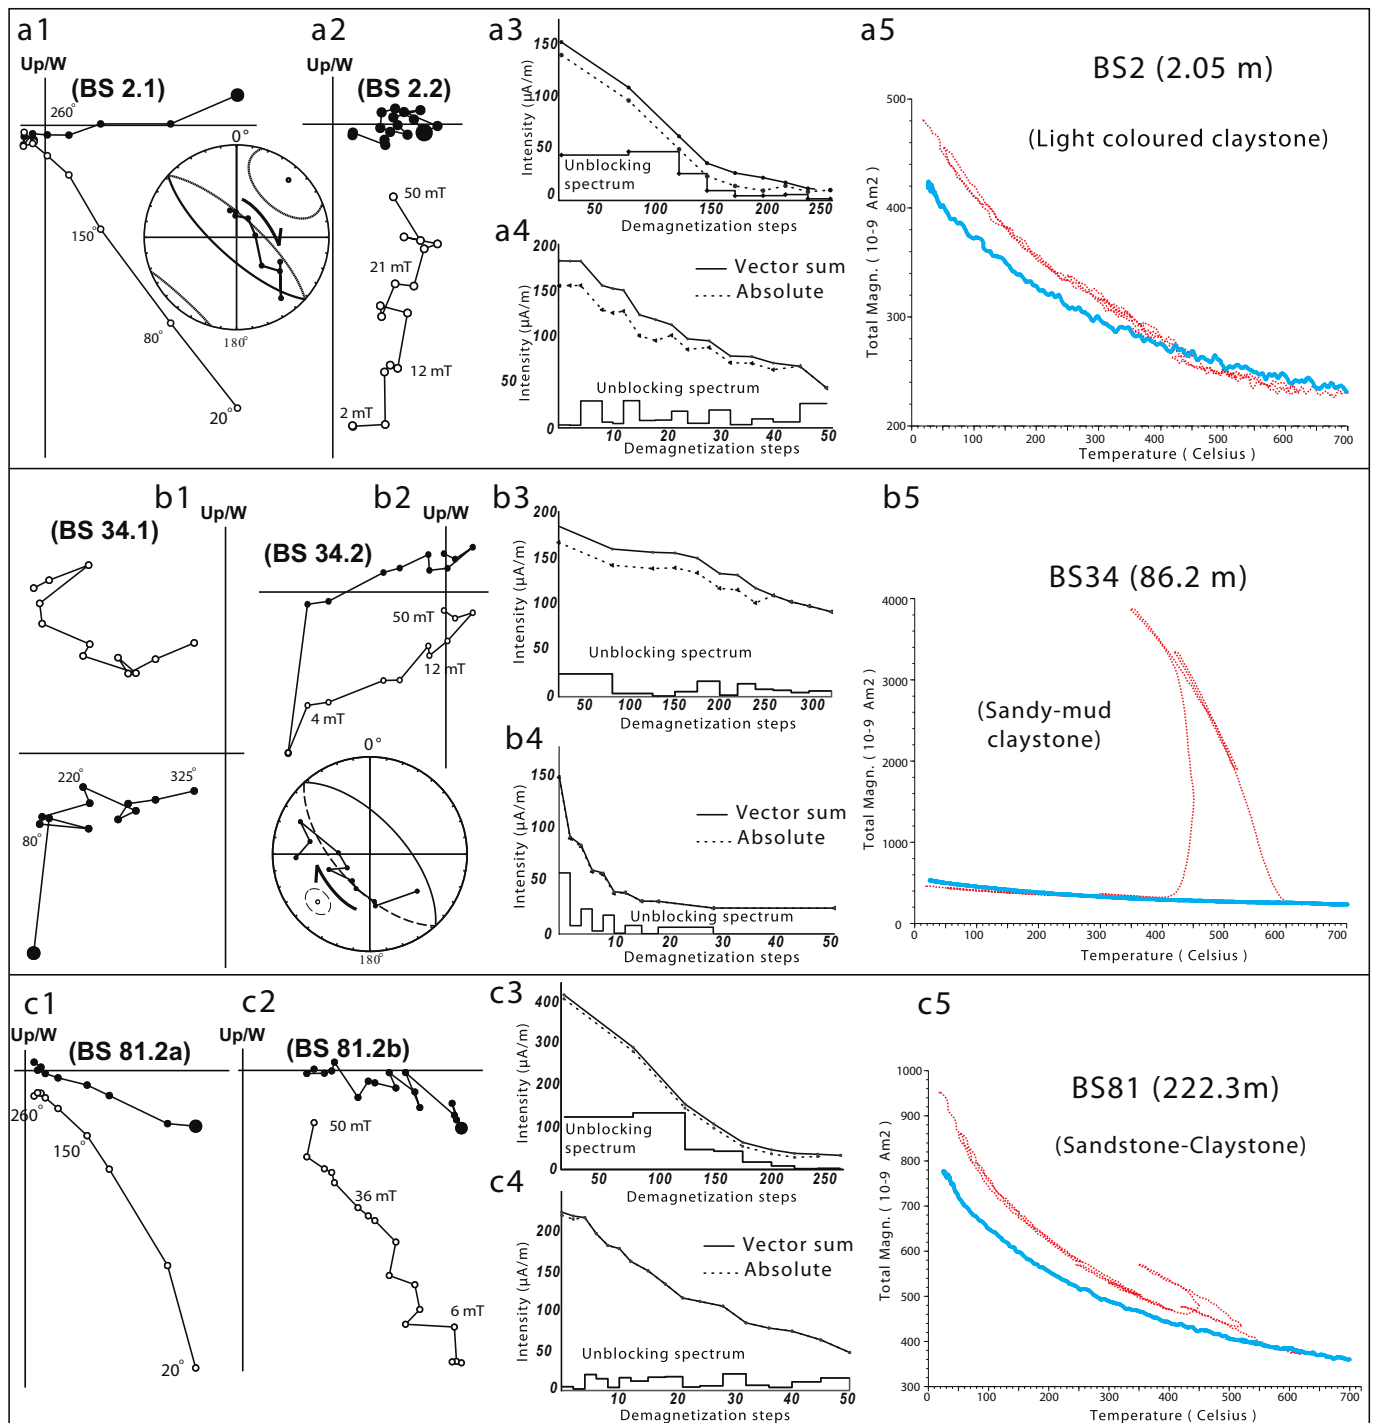 a1
Up/W
(BS 2.1)
260°
150°
80°
20°
0°
180°
a2
Up/W
(BS 2.2)
50 mT
21 mT
12 mT
2 mT
a3
150
100
50
0
Intensity (µA/m)
Unblocking
spectrum
50 100 150 200 250
Demagnetization steps
a4
200
150
100
50
0
Intensity (µA/m)
Vector sum
Absolute
Unblocking spectrum
10 20 30 40 50
Demagnetization steps
a5
BS2 (2.05 m)
(Light coloured claystone)
500
400
300
200
Total Magn. ( 10-9 Am2)
0 100 200 300 400 500 600 700
Temperature ( Celsius )
b1
Up/W
(BS 34.1)
220°
325°
80°
b2
Up/W
(BS 34.2)
50 mT
12 mT
4 mT
0°
180°
b3
200
150
100
50
0
Intensity (µA/m)
Unblocking spectrum
50 100 150 200 250 300
Demagnetization steps
b4
150
100
50
0
Intensity (µA/m)
Vector sum
Absolute
Unblocking spectrum
10 20 30 40 50
Demagnetization steps
b5
BS34 (86.2 m)
(Sandy-mud
claystone)
4000
3000
4000
1000
0
Total Magn. ( 10-9 Am2)
0 100 200 300 400 500 600 700
Temperature ( Celsius )
c1
Up/W
(BS 81.2a)
260°
150°
20°
c2
Up/W
(BS 81.2b)
50 mT
36 mT
6 mT
c3
400
300
200
100
0
Intensity (µA/m)
Unblocking
spectrum
50 100 150 200 250
Demagnetization steps
c4
200
150
100
50
0
Intensity (µA/m)
Vector sum
Absolute
Unblocking spectrum
10 20 30 40 50
Demagnetization steps
c5
BS81 (222.3m)
(Sandstone-Claystone)
1000
900
800
700
600
500
400
300
Total Magn. ( 10-9 Am2)
0 100 200 300 400 500 600 700
Temperature ( Celsius )